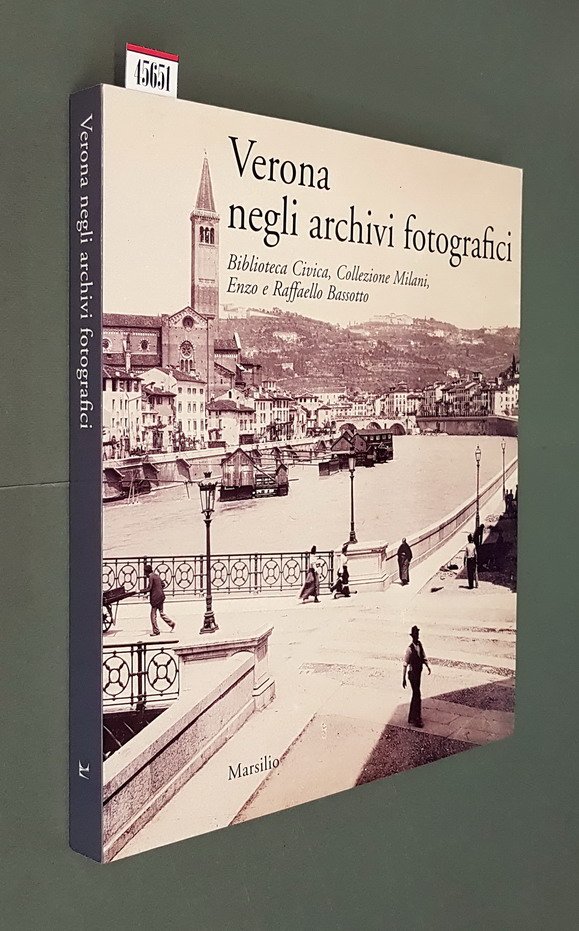 45651
Verona negli archivi fotografici
Verona
negli archivi fotografici
Biblioteca Civica, Collezione Milani,
Enzo e Raffaello Bassotto
Marsilio